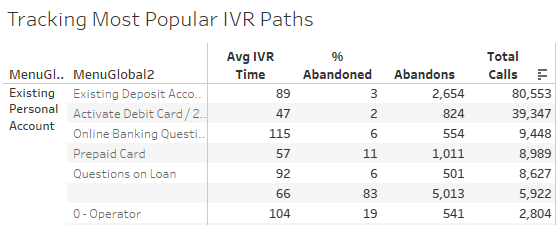 Tracking Most Popular IVR Paths
Avg IVR % Total
MenuGl.. MenuGlobal2 Time Abandoned Abandons Calls
Existing Personal Account Existing Deposit Acco.. 89 3 2,654 80,553
Activate Debit Card / 2.. 47 2 824 39,347
Online Banking Questi.. 115 6 554 9,448
Prepaid Card 57 11 1,011 8,989
Questions on Loan 92 6 501 8,627
66 83 5,013 5,922
0 - Operator 104 19 541 2,804